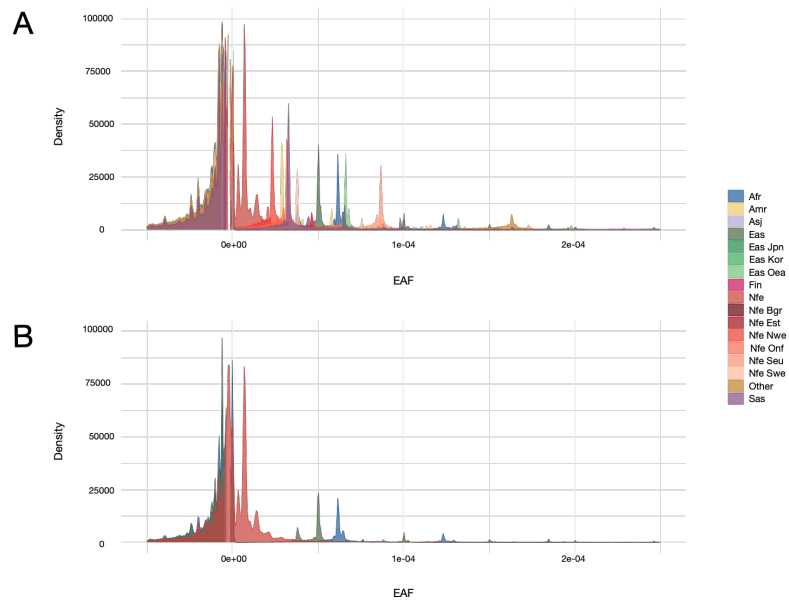 A
100000
75000
50000
25000
0
Density
0e+00 1e-04 2e-04
EAF
Afr
Amr
Asj
Eas
Eas Jpn
Eas Kor
Eas Oea
Fin
Nfe
Nfe Bgr
Nfe Est
Nfe Nwe
Nfe Onf
Nfe Seu
Nfe Swe
Other
Sas
B
100000
75000
50000
25000
0
Density
0e+00 1e-04 2e-04
EAF